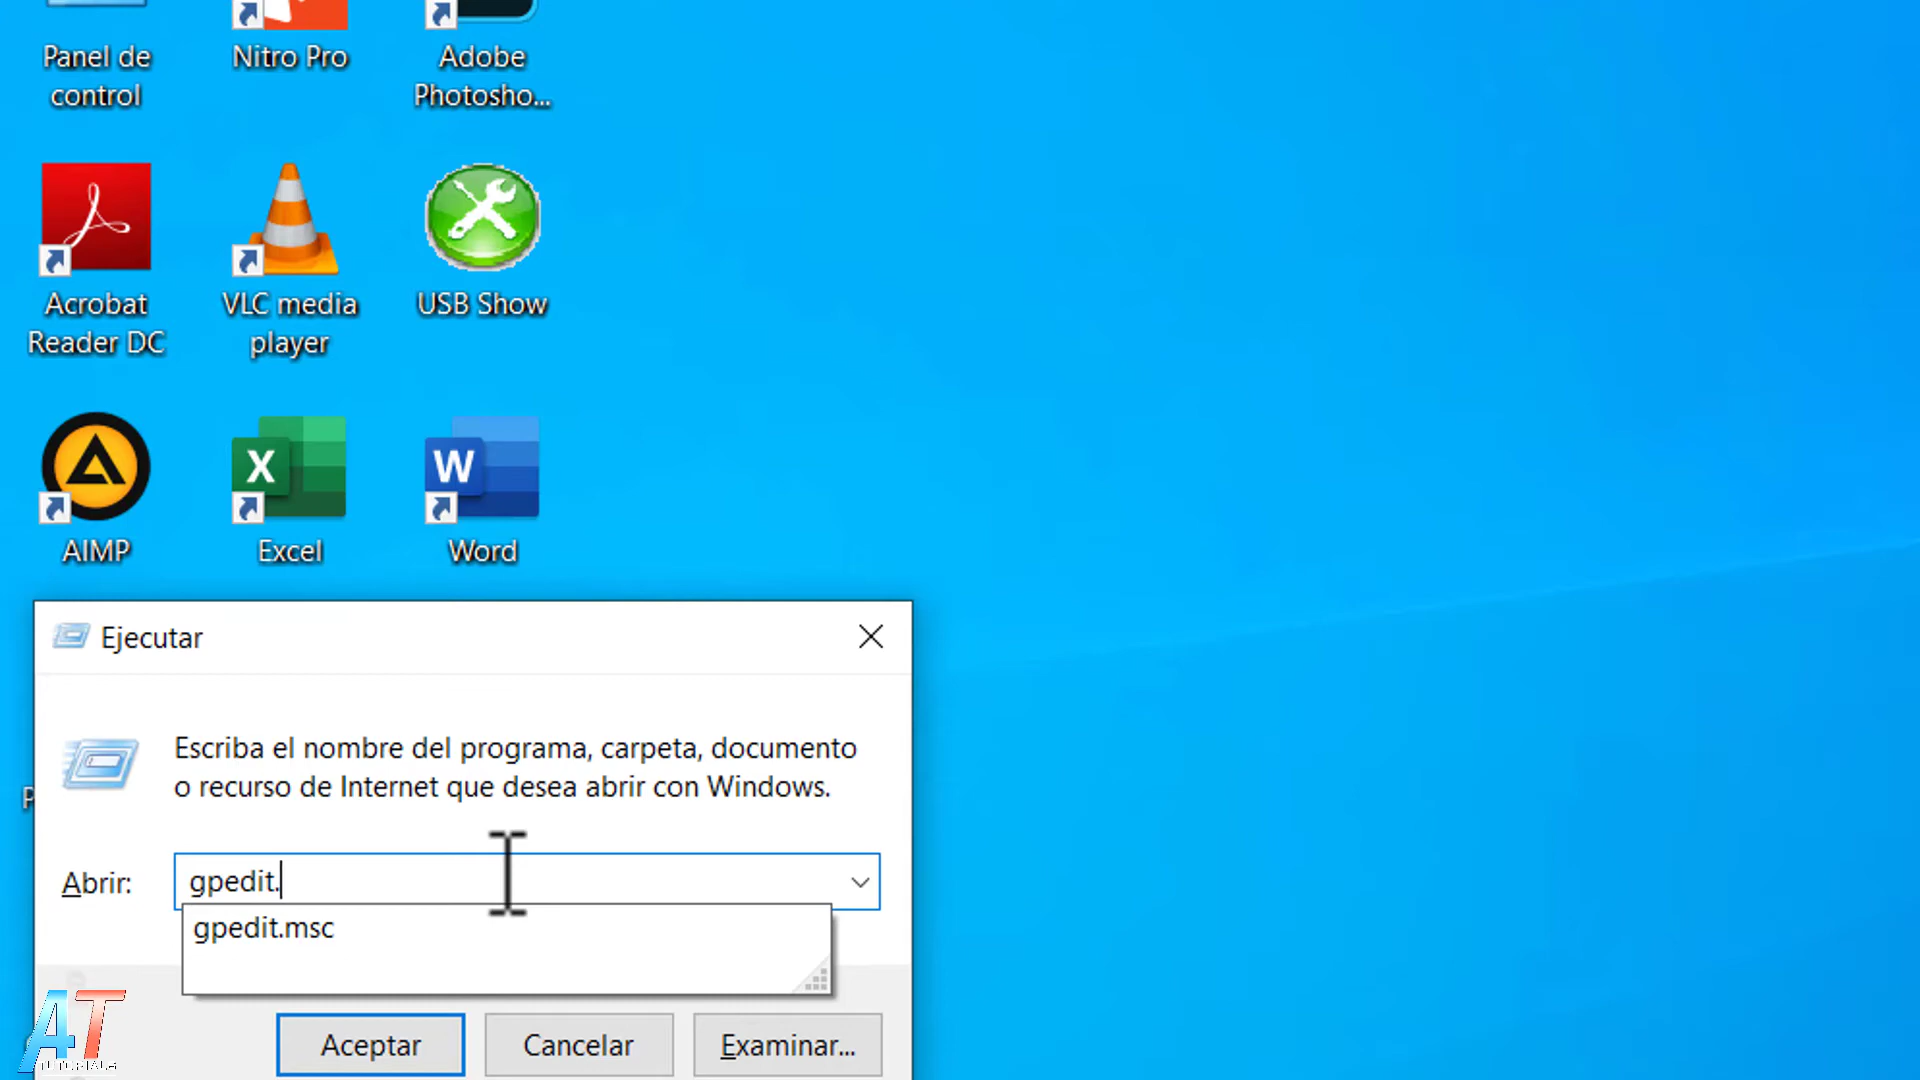 Panel de
control
Nitro Pro
Adobe
Photosho...
Acrobat
Reader DC
VLC media
player
USB Show
AIMP
X
Excel
W
Word
Ejecutar
Escriba el nombre del programa, carpeta, documento
o recurso de Internet que desea abrir con Windows.
Abrir:
gpedit.
gpedit.msc
Aceptar
Cancelar
Examinar...
AT
TUTORIALS